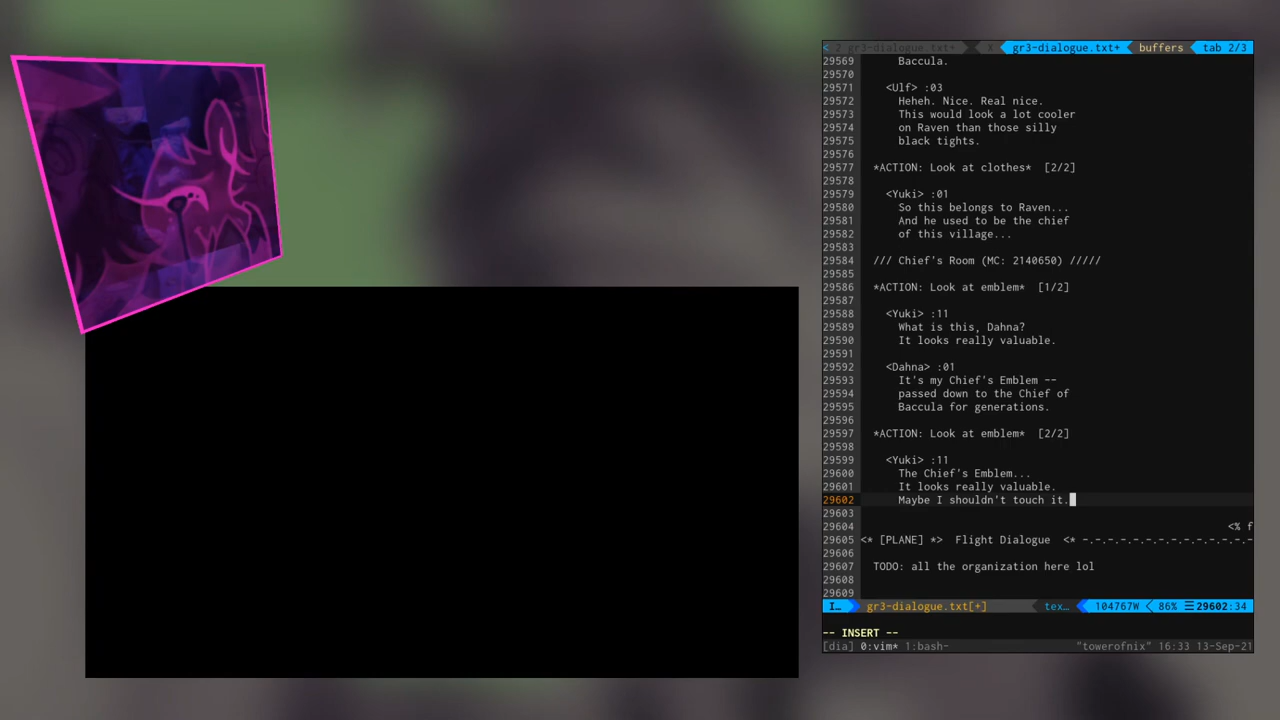 < 2 gr3-dialogue.txt+ X gr3-dialogue.txt+ buffers tab 2/3
29569 Baccula.
29570
29571 <Ulf> :03
29572 Heheh. Nice. Real nice.
29573 This would look a lot cooler
29574 on Raven than those silly
29575 black tights.
29576
29577 *ACTION: Look at clothes* [2/2]
29578
29579 <Yuki> :01
29580 So this belongs to Raven...
29581 And he used to be the chief
29582 of this village...
29583
29584 /// Chief's Room (MC: 2140650) /////
29585
29586 *ACTION: Look at emblem* [1/2]
29587
29588 <Yuki> :11
29589 What is this, Dahna?
29590 It looks really valuable.
29591
29592 <Dahna> :01
29593 It's my Chief's Emblem --
29594 passed down to the Chief of
29595 Baccula for generations.
29596
29597 *ACTION: Look at emblem* [2/2]
29598
29599 <Yuki> :11
29600 The Chief's Emblem...
29601 It looks really valuable.
29602 Maybe I shouldn't touch it.
29603
29604 <% f
29605 <* [PLANE] *> Flight Dialogue <* -.-.-.-.-.-.-.-.-.-.-.-.-.-
29606
29607 TODO: all the organization here lol
29608
29609
I… gr3-dialogue.txt[+] tex… 104767W 86% ☰29602:34
-- INSERT --
[dia] 0:vim* 1:bash- "towerofnix" 16:33 13-Sep-21